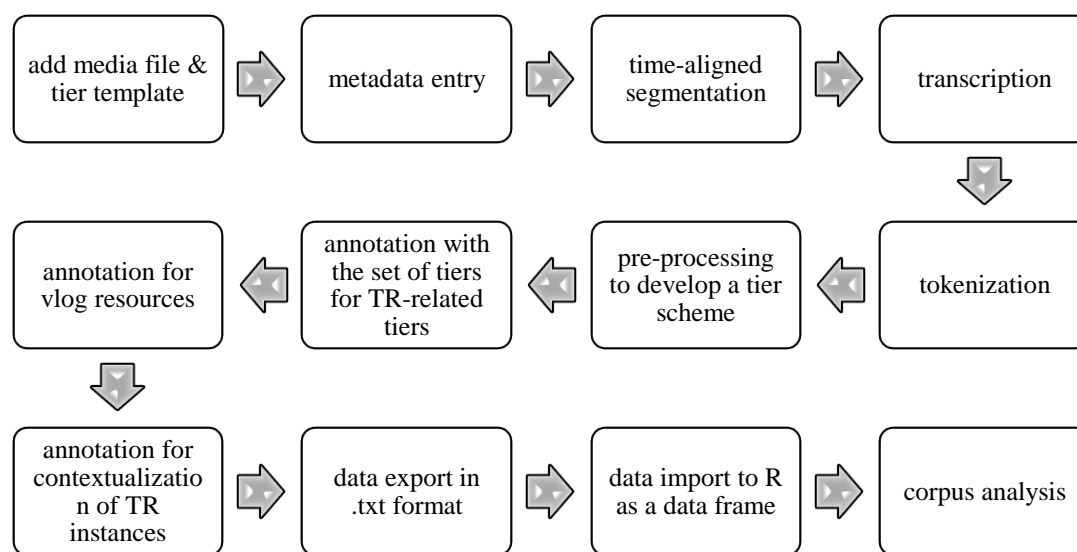 add media file &
tier template
metadata entry
time-aligned
segmentation
transcription
tokenization
pre-processing
to develop a tier
scheme
annotation with
the set of tiers
for TR-related
tiers
annotation for
vlog resources
annotation for
contextualizatio
n of TR
instances
data export in
.txt format
data import to R
as a data frame
corpus analysis